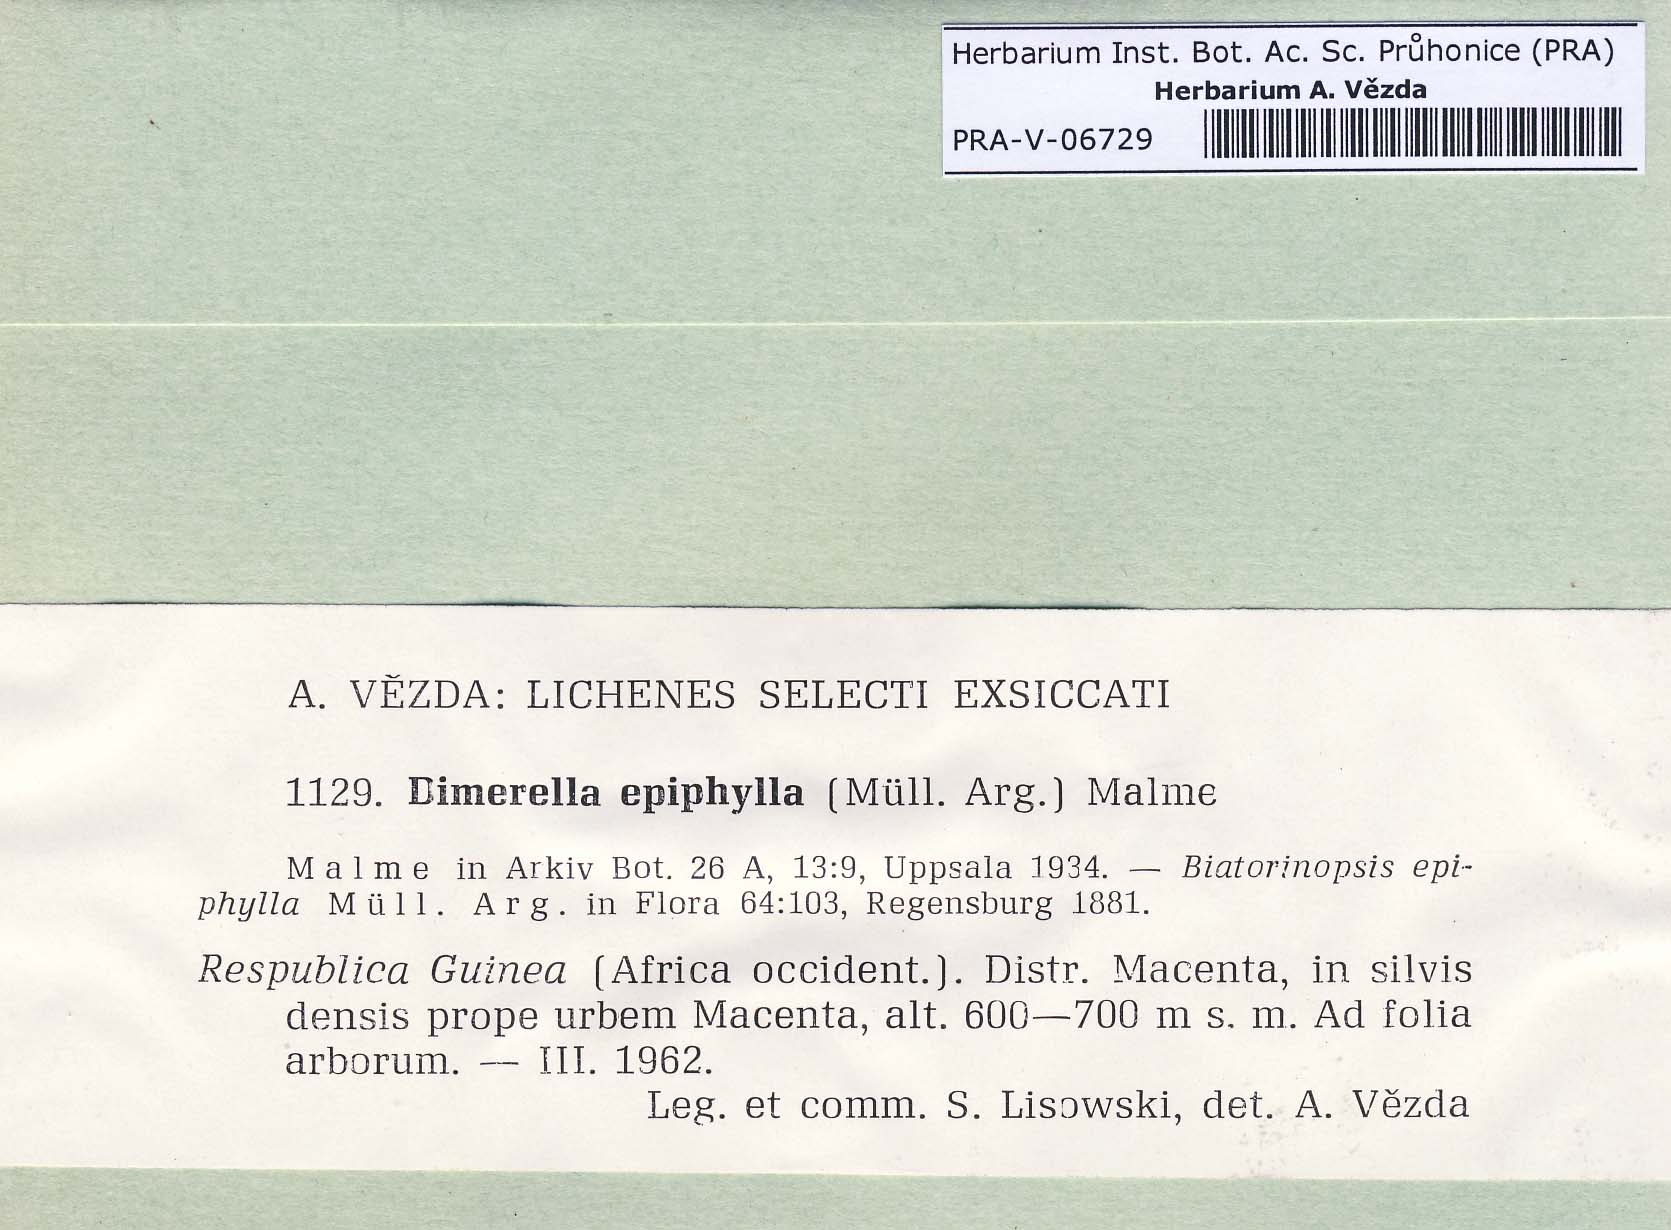 Herbarium Inst. Bot. Ac. Sc. Průhonice (PRA)
Herbarium A. Vězda
PRA-V-06729
A. VĚZDA: LICHENES SELECTI EXSICCATI
1129. Dimerella epiphylla (Müll. Arg.) Malme
Malme in Arkiv Bot. 26 A, 13:9, Uppsala 1934. — Biatorinopsis epi-
phylla Müll. Arg. in Flora 64:103, Regensburg 1881.
Respublica Guinea (Africa occident.). Distr. Macenta, in silvis
densis prope urbem Macenta, alt. 600—700 m s. m. Ad folia
arborum. — III. 1962.
Leg. et comm. S. Lisowski, det. A. Vězda